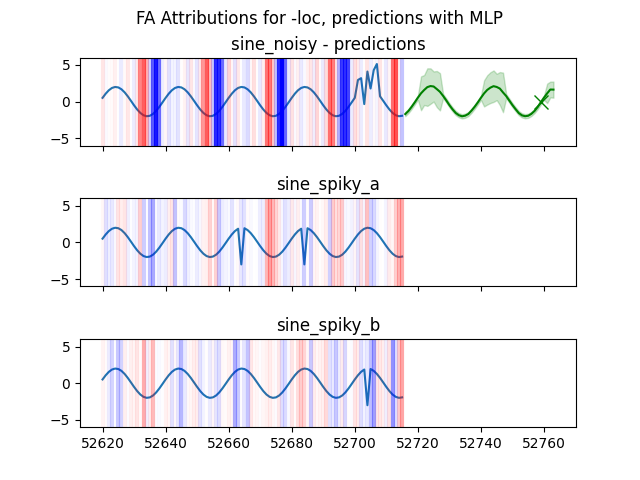 FA Attributions for -loc, predictions with MLP
sine_noisy - predictions
5
0
−5
sine_spiky_a
5
0
−5
sine_spiky_b
5
0
−5
52620 52640 52660 52680 52700 52720 52740 52760